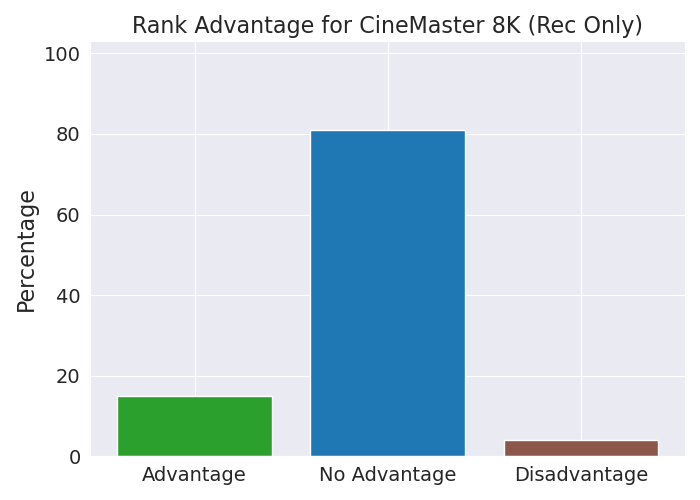 Rank Advantage for CineMaster 8K (Rec Only)
Percentage
100
80
60
40
20
0
Advantage
No Advantage
Disadvantage